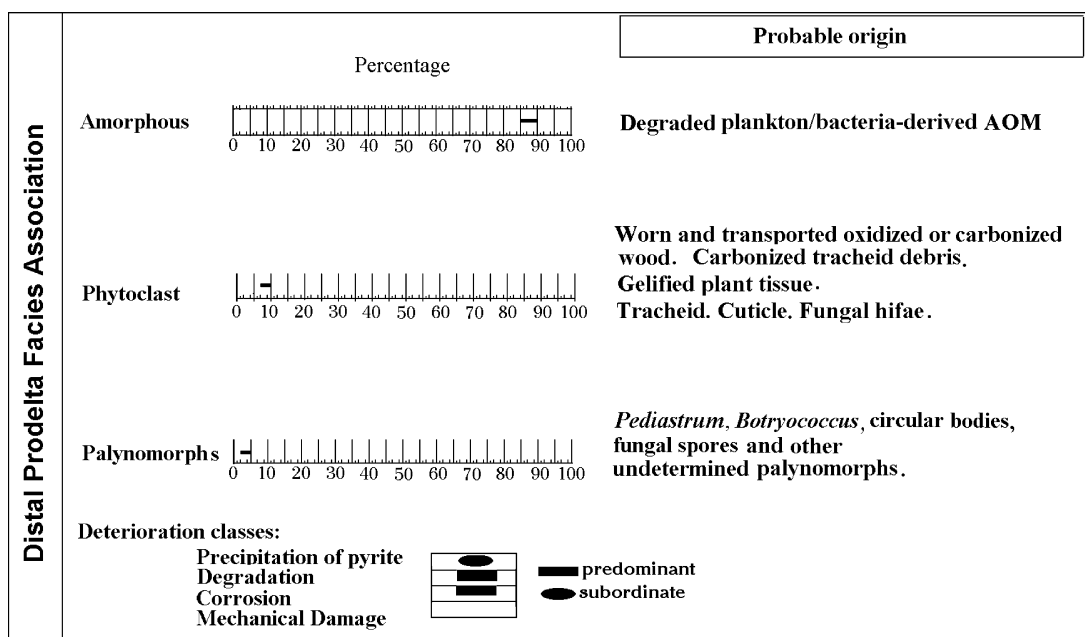 Distal Prodelta Facies Association
Probable origin
Percentage
Amorphous
0 10 20 30 40 50 60 70 80 90 100
Degraded plankton/bacteria-derived AOM
Phytoclast
0 10 20 30 40 50 60 70 80 90 100
Worn and transported oxidized or carbonized
wood. Carbonized tracheid debris.
Gelified plant tissue.
Tracheid. Cuticle. Fungal hifae.
Palynomorphs
0 10 20 30 40 50 60 70 80 90 100
Pediastrum, Botryococcus, circular bodies,
fungal spores and other
undetermined palynomorphs.
Deterioration classes:
Precipitation of pyrite
Degradation
Corrosion
Mechanical Damage
predominant
subordinate